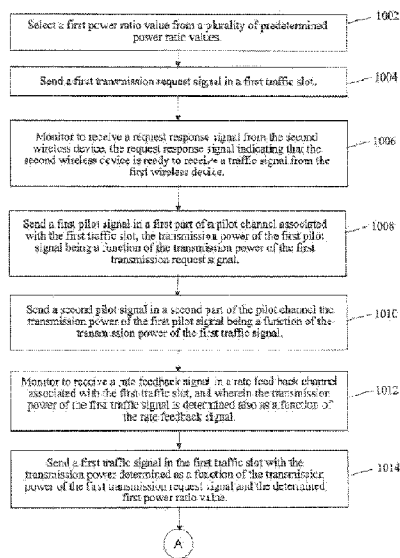 Select a first power ratio value from a plurality of predetermined
power ratio values.
1002
Send a first transmission request signal in a first traffic slot.
1004
Monitor to receive a request response signal from the second
wireless device, the request response signal indicating that the
second wireless device is ready to receive a traffic signal from the
first wireless device.
1006
Send a first pilot signal in a first part of a pilot channel associated
with the first traffic slot, the transmission power of the first pilot
signal being a function of the transmission power of the first
transmission request signal.
1008
Send a second pilot signal in a second part of the pilot channel the
transmission power of the first pilot signal being a function of the
transmission power of the first traffic signal.
1010
Monitor to receive a rate feedback signal in a rate feed back channel
associated with the first traffic slot, and wherein the transmission
power of the first traffic signal is determined also as a function of
the rate feedback signal.
1012
Send a first traffic signal in the first traffic slot with the
transmission power determined as a function of the transmission
power of the first transmission request signal and the determined
first power ratio value.
1014
A